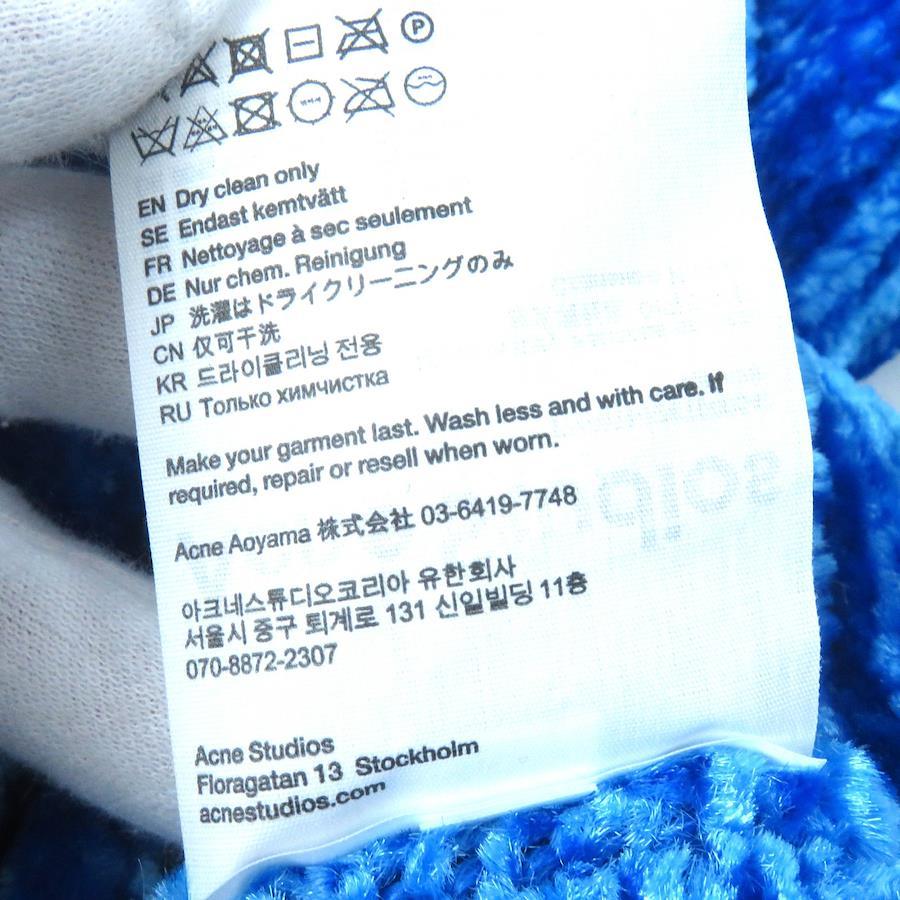 P
EN Dry clean only
SE Endast kemtvätt
FR Nettoyage à sec seulement
DE Nur chem. Reinigung
JP 洗濯はドライクリーニングのみ
CN 仅可干洗
KR 드라이클리닝 전용
RU Только химчистка
Make your garment last. Wash less and with care. If
required, repair or resell when worn.
Acne Aoyama 株式会社 03-6419-7748
아크네스튜디오코리아 유한회사
서울시 중구 퇴계로 131 신일빌딩 11층
070-8872-2307
Acne Studios
Floragatan 13 Stockholm
acnestudios.com